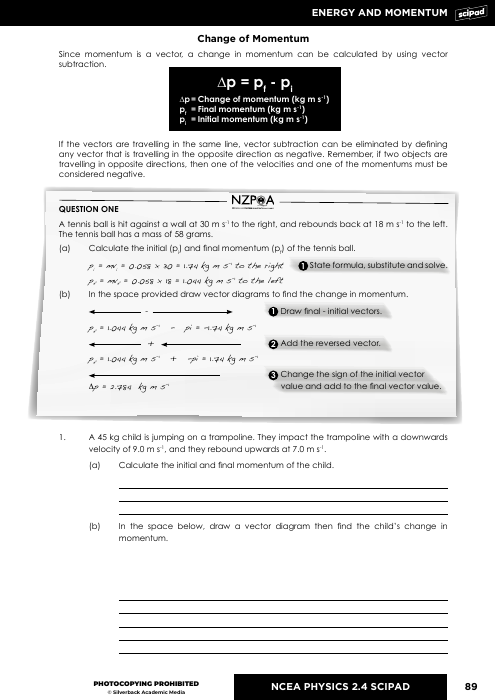 ENERGY AND MOMENTUM
scipad
Change of Momentum
Since momentum is a vector, a change in momentum can be calculated by using vector
subtraction.
Δp = pf - pi
Δp = Change of momentum (kg m s⁻¹)
pf = Final momentum (kg m s⁻¹)
pi = Initial momentum (kg m s⁻¹)
If the vectors are travelling in the same line, vector subtraction can be eliminated by defining
any vector that is travelling in the opposite direction as negative. Remember, if two objects are
travelling in opposite directions, then one of the velocities and one of the momentums must be
considered negative.
NZPQA
QUESTION ONE
A tennis ball is hit against a wall at 30 m s⁻¹ to the right, and rebounds back at 18 m s⁻¹ to the left.
The tennis ball has a mass of 58 grams.
(a) Calculate the initial (pi) and final momentum (pf) of the tennis ball.
pi = mvi = 0.058 x 30 = 1.74 kg m s⁻¹ to the right
1 State formula, substitute and solve.
pf = mvf = 0.058 x 18 = 1.044 kg m s⁻¹ to the left
(b) In the space provided draw vector diagrams to find the change in momentum.
-
1 Draw final - initial vectors.
pf = 1.044 kg m s⁻¹ - pi = -1.74 kg m s⁻¹
+
2 Add the reversed vector.
pf = 1.044 kg m s⁻¹ + -pi = 1.74 kg m s⁻¹
3 Change the sign of the initial vector
Δp = 2.784 kg m s⁻¹
value and add to the final vector value.
1. A 45 kg child is jumping on a trampoline. They impact the trampoline with a downwards
velocity of 9.0 m s⁻¹, and they rebound upwards at 7.0 m s⁻¹.
(a) Calculate the initial and final momentum of the child.
(b) In the space below, draw a vector diagram then find the child's change in
momentum.
PHOTOCOPYING PROHIBITED
© Silverback Academic Media
NCEA PHYSICS 2.4 SCIPAD
89